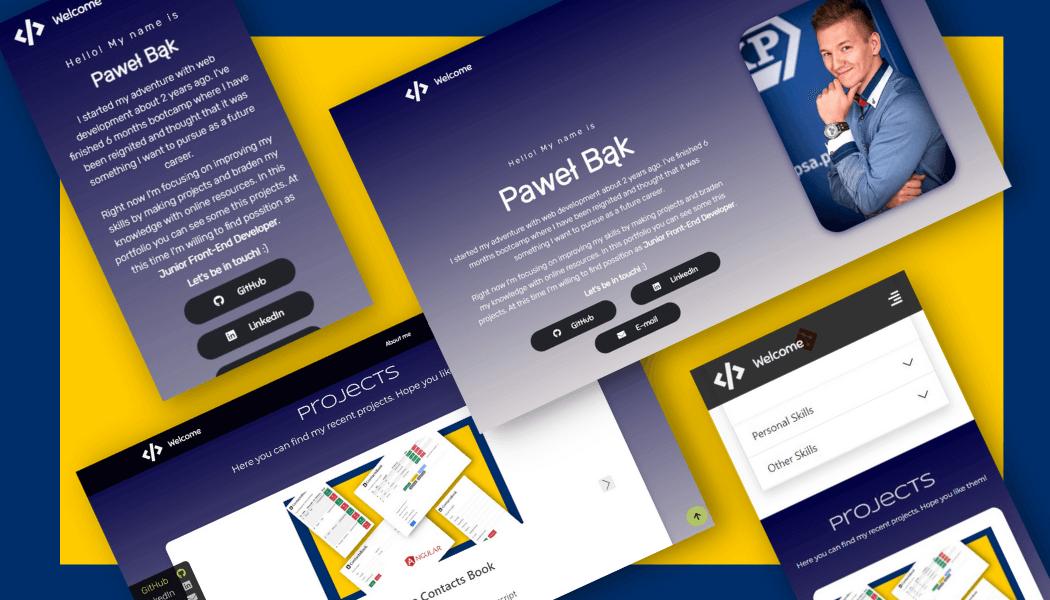 Welcome
Hello! My name is
Paweł Bąk
I started my adventure with web
development about 2 years ago. I've
finished 6 months bootcamp where I have
been reignited and thought that it was
something I want to pursue as a future
career.
Right now I'm focusing on improving my
skills by making projects and braden my
knowledge with online resources. In this
portfolio you can see some this projects. At
this time I'm willing to find possition as
Junior Front-End Developer.
Let's be in touch! :)
GitHub
LinkedIn
Welcome
Hello! My name is
Paweł Bąk
I started my adventure with web development about 2 years ago. I've finished 6
months bootcamp where I have been reignited and thought that it was
something I want to pursue as a future career.
Right now I'm focusing on improving my skills by making projects and braden
my knowledge with online resources. In this portfolio you can see some this
projects. At this time I'm willing to find possition as Junior Front-End Developer.
Let's be in touch! :)
GitHub
LinkedIn
E-mail
Welcome
About me
PROJECTS
Here you can find my recent projects. Hope you lik
ContactBook
ANGULAR
Contacts Book
GitHub
Welcome
Personal Skills
Other Skills
PROJECTS
Here you can find my recent projects. Hope you like them!